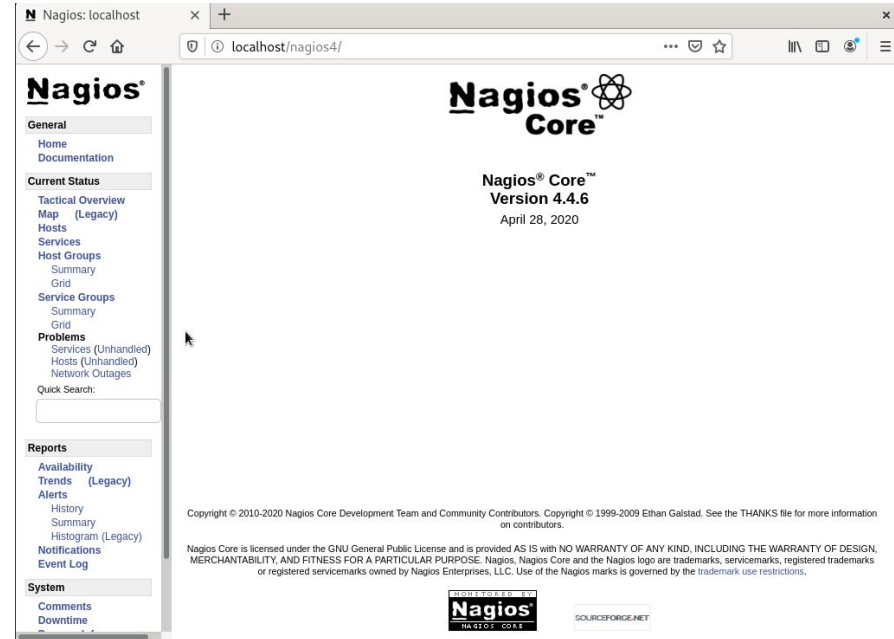 Nagios: localhost
localhost/nagios4/
Nagios®
General
Home
Documentation
Current Status
Tactical Overview
Map (Legacy)
Hosts
Services
Host Groups
Summary
Grid
Service Groups
Summary
Grid
Problems
Services (Unhandled)
Hosts (Unhandled)
Network Outages
Quick Search:
Reports
Availability
Trends (Legacy)
Alerts
History
Summary
Histogram (Legacy)
Notifications
Event Log
System
Comments
Downtime
Nagios®
Core™
Nagios® Core™
Version 4.4.6
April 28, 2020
Copyright © 2010-2020 Nagios Core Development Team and Community Contributors. Copyright © 1999-2009 Ethan Galstad. See the THANKS file for more information
on contributors.
Nagios Core is licensed under the GNU General Public License and is provided AS IS with NO WARRANTY OF ANY KIND, INCLUDING THE WARRANTY OF DESIGN,
MERCHANTABILITY, AND FITNESS FOR A PARTICULAR PURPOSE. Nagios, Nagios Core and the Nagios logo are trademarks, servicemarks, registered trademarks
or registered servicemarks owned by Nagios Enterprises, LLC. Use of the Nagios marks is governed by the trademark use restrictions.
MONITORED BY
Nagios®
NAGIOS CORE
SOURCEFORGE.NET